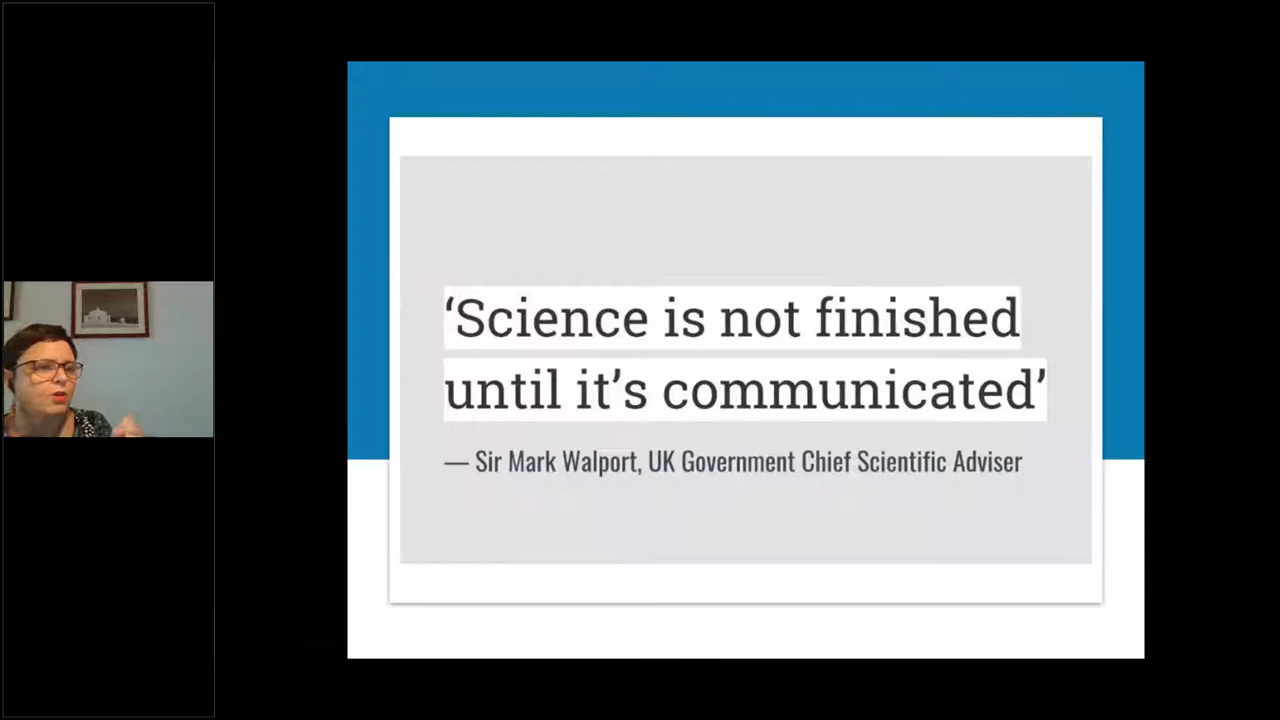 ‘Science is not finished
until it’s communicated’
— Sir Mark Walport, UK Government Chief Scientific Adviser